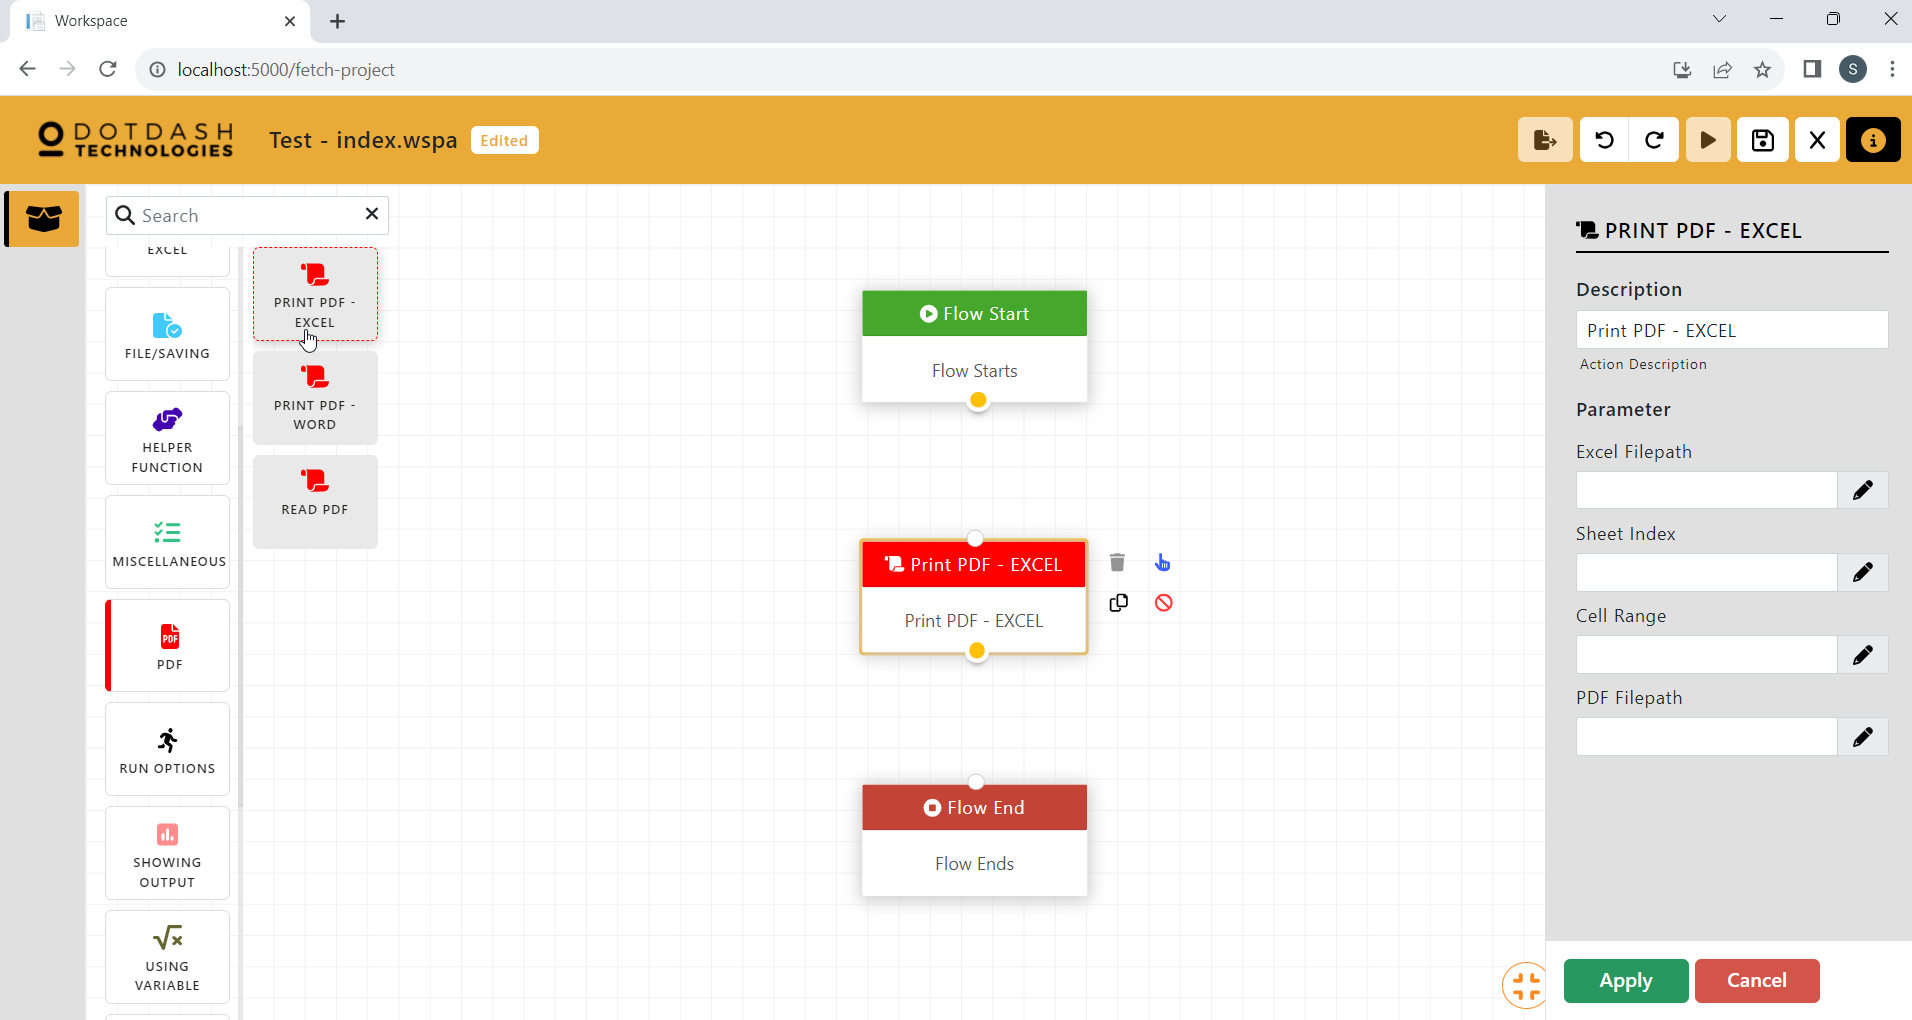 Workspace
localhost:5000/fetch-project
S
DOTDASH
TECHNOLOGIES
Test - index.wspa
Edited
Search
EXCEL
FILE/SAVING
HELPER
FUNCTION
MISCELLANEOUS
PDF
PDF
RUN OPTIONS
SHOWING
OUTPUT
USING
VARIABLE
PRINT PDF -
EXCEL
PRINT PDF -
WORD
READ PDF
Flow Start
Flow Starts
Print PDF - EXCEL
Print PDF - EXCEL
Flow End
Flow Ends
PRINT PDF - EXCEL
Description
Print PDF - EXCEL
Action Description
Parameter
Excel Filepath
Sheet Index
Cell Range
PDF Filepath
Apply
Cancel